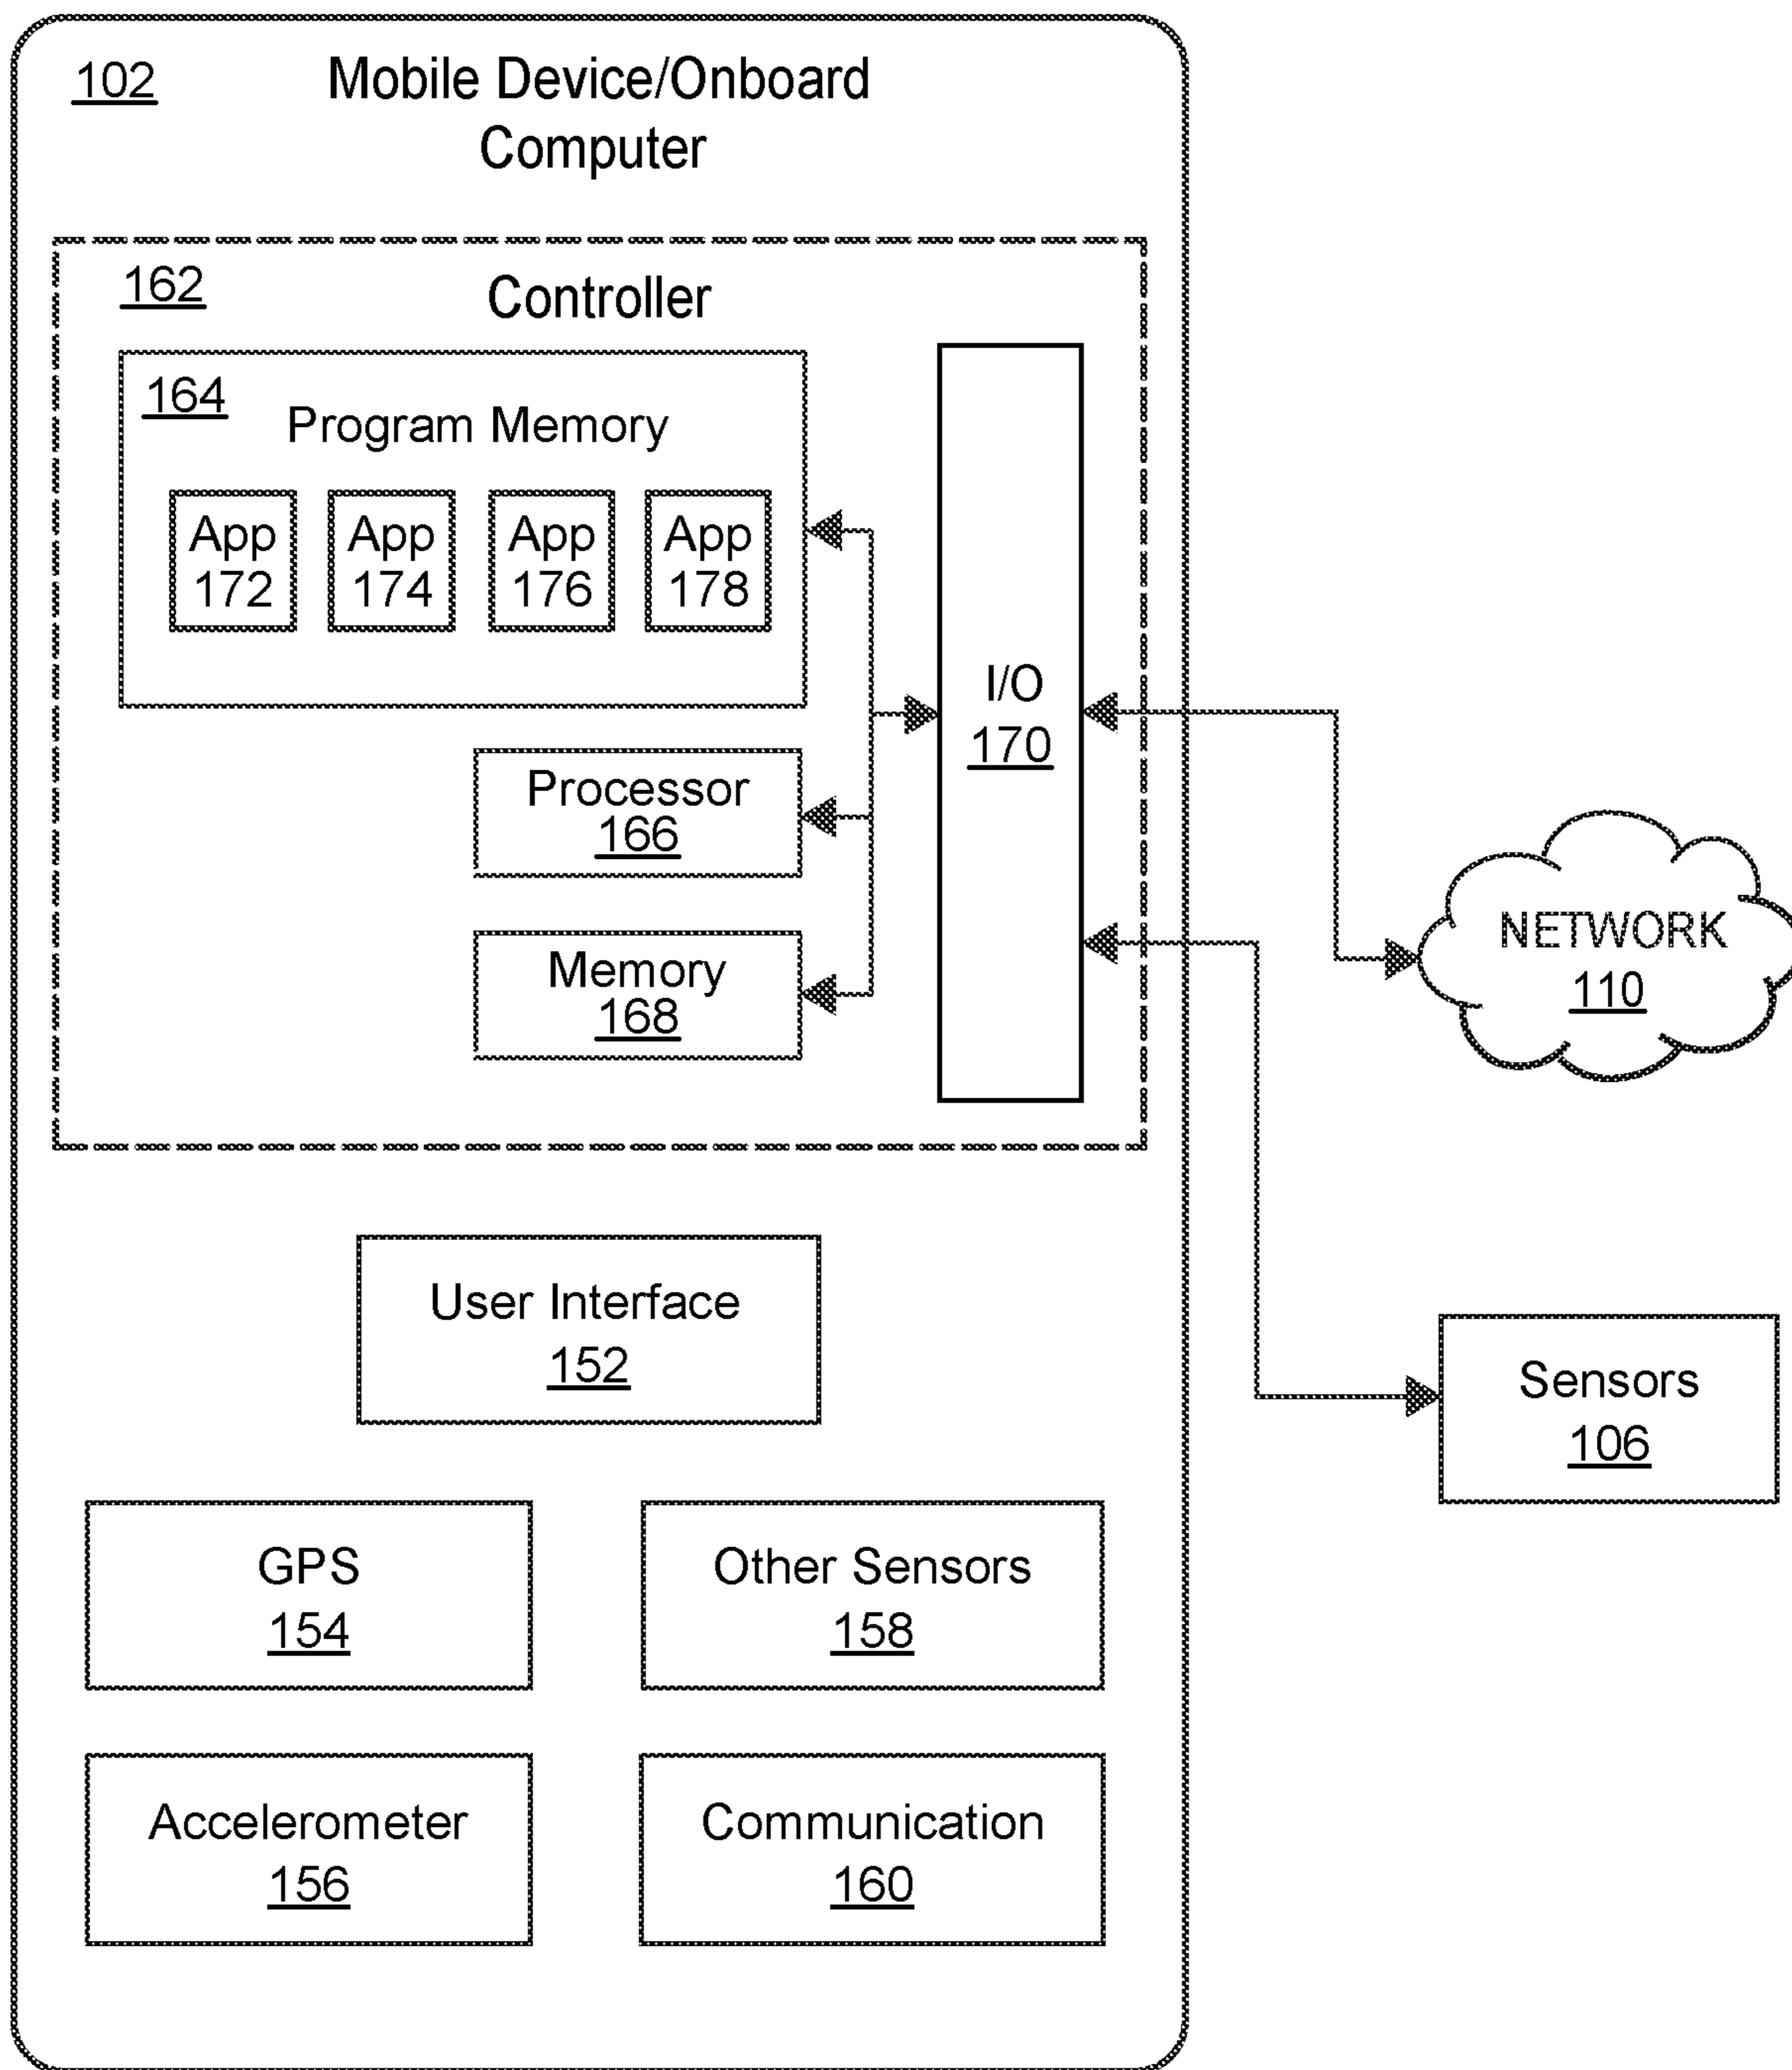 102
Mobile Device/Onboard
Computer
162
Controller
164
Program Memory
App
172
App
174
App
176
App
178
I/O
170
Processor
166
Memory
168
NETWORK
110
User Interface
152
Sensors
106
GPS
154
Other Sensors
158
Accelerometer
156
Communication
160